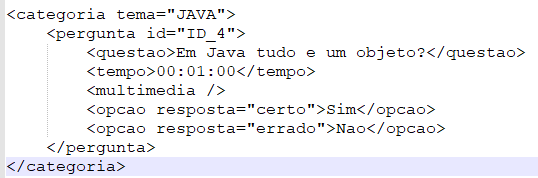 <categoria tema="JAVA">
<pergunta id="ID_4">
<questao>Em Java tudo e um objeto?</questao>
<tempo>00:01:00</tempo>
<multimedia />
<opcao resposta="certo">Sim</opcao>
<opcao resposta="errado">Nao</opcao>
</pergunta>
</categoria>